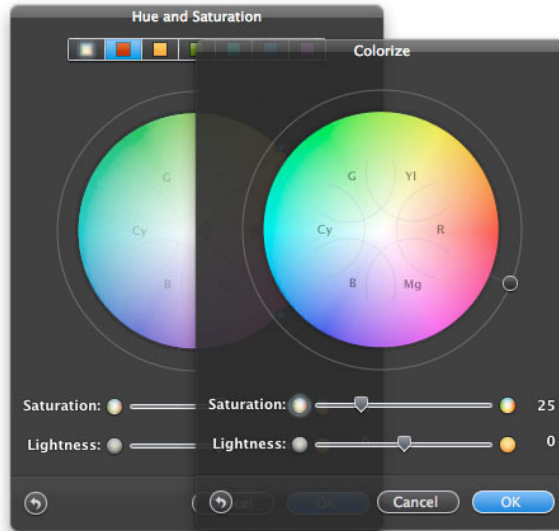 Hue and Saturation
Colorize
G
G Yl
Cy
Cy R
B
B Mg
Saturation:
Saturation: 25
Lightness:
Lightness: 0
Cancel OK